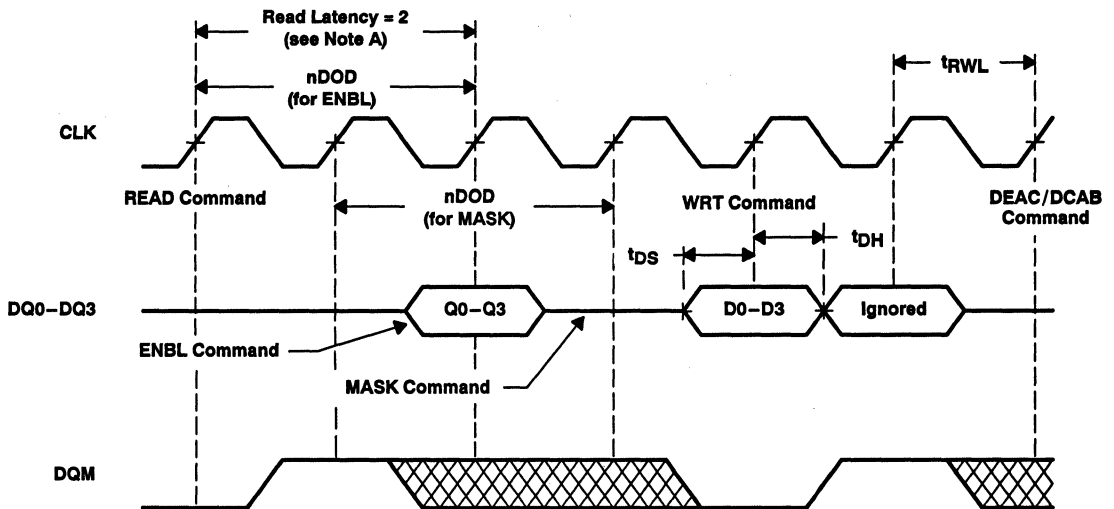 Read Latency = 2
(see Note A)
nDOD
(for ENBL)
tRWL
CLK
READ Command
nDOD
(for MASK)
WRT Command
DEAC/DCAB
Command
tDS
tDH
DQ0–DQ3
Q0–Q3
D0–D3
Ignored
ENBL Command
MASK Command
DQM